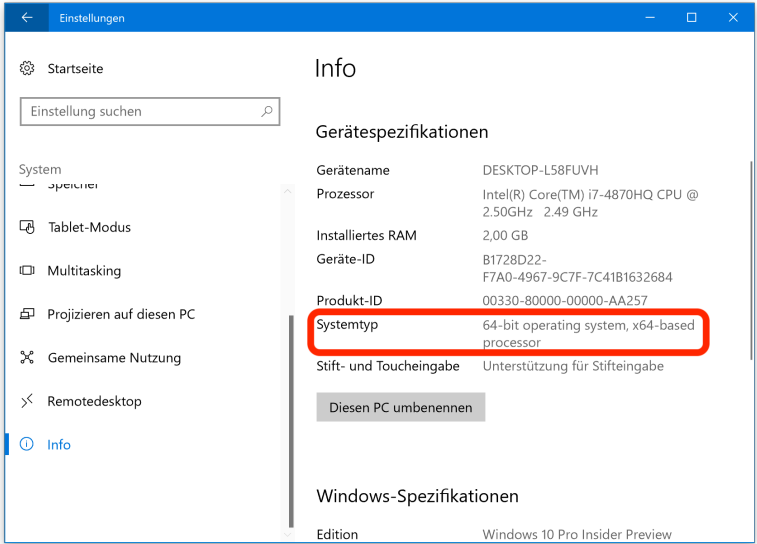 Einstellungen
Startseite
Einstellung suchen
System
Speicher
Tablet-Modus
Multitasking
Projizieren auf diesen PC
Gemeinsame Nutzung
Remotedesktop
Info
Info
Gerätespezifikationen
Gerätename DESKTOP-L58FUVH
Prozessor Intel(R) Core(TM) i7-4870HQ CPU @
2.50GHz 2.49 GHz
Installiertes RAM 2,00 GB
Geräte-ID B1728D22-
F7A0-4967-9C7F-7C41B1632684
Produkt-ID 00330-80000-00000-AA257
Systemtyp 64-bit operating system, x64-based
processor
Stift- und Toucheingabe Unterstützung für Stifteingabe
Diesen PC umbenennen
Windows-Spezifikationen
Edition Windows 10 Pro Insider Preview